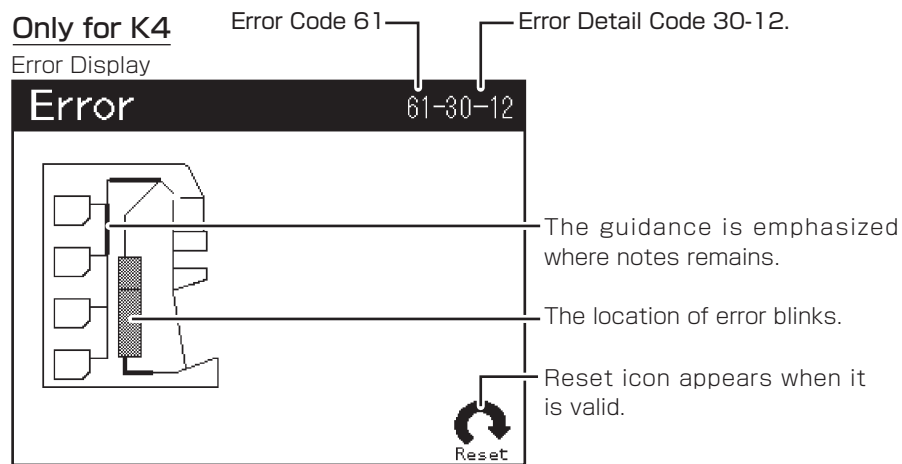 Only for K4
Error Code 61
Error Detail Code 30-12.
Error Display
Error
61-30-12
The guidance is emphasized
where notes remains.
The location of error blinks.
Reset icon appears when it
is valid.
Reset